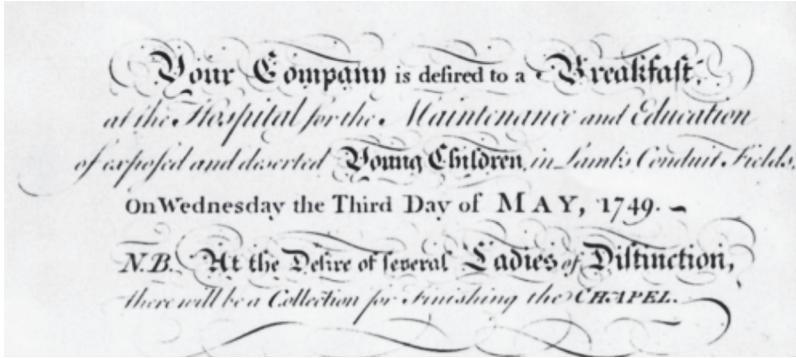 Your Company is desired to a Breakfast.
at the Hospital for the Maintenance and Education
of exposed and deserted Young Children in Lamb's Conduit Fields,
On Wednesday the Third Day of MAY, 1749.
N.B. At the Desire of several Ladies of Distinction,
there will be a Collection for Finishing the CHAPEL.